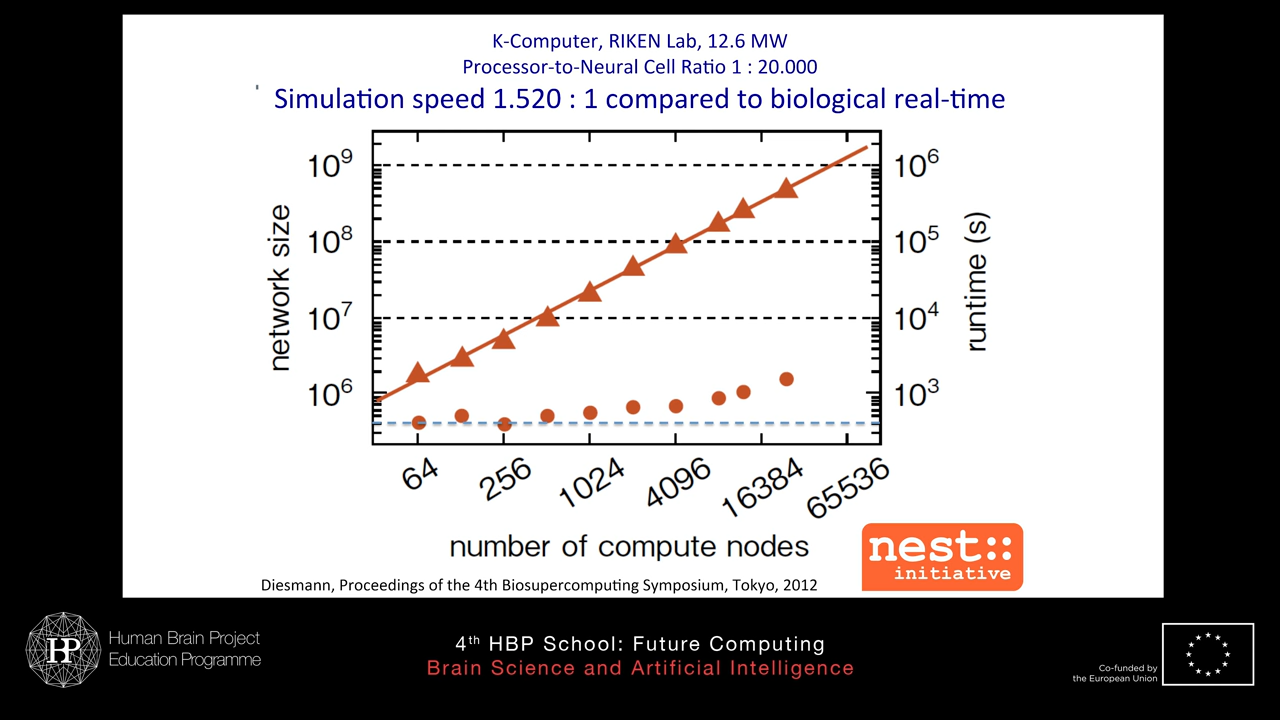 K-Computer, RIKEN Lab, 12.6 MW
Processor-to-Neural Cell Ratio 1 : 20.000
Simulation speed 1.520 : 1 compared to biological real-time
network size
10⁹
10⁸
10⁷
10⁶
10⁶
10⁵
10⁴
10³
runtime (s)
64
256
1024
4096
16384
65536
number of compute nodes
nest::
initiative
Diesmann, Proceedings of the 4th Biosupercomputing Symposium, Tokyo, 2012
HP
Human Brain Project
Education Programme
4ᵗʰ HBP School: Future Computing
Brain Science and Artificial Intelligence
Co-funded by
the European Union